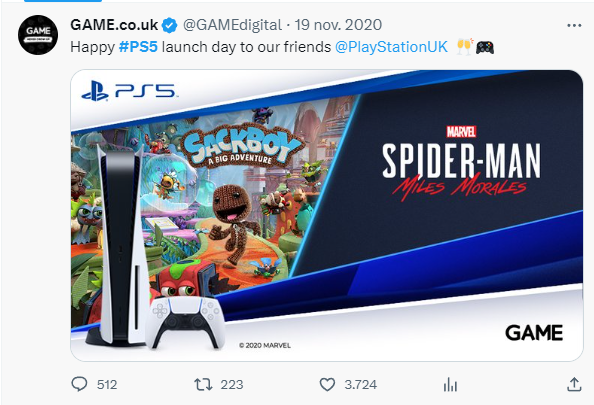 GAME
GAME.co.uk @GAMEdigital · 19 nov. 2020
Happy #PS5 launch day to our friends @PlayStationUK
PS5
SACKBOY
A BIG ADVENTURE
MARVEL
SPIDER-MAN
MILES MORALES
© 2020 MARVEL
GAME
512 223 3.724